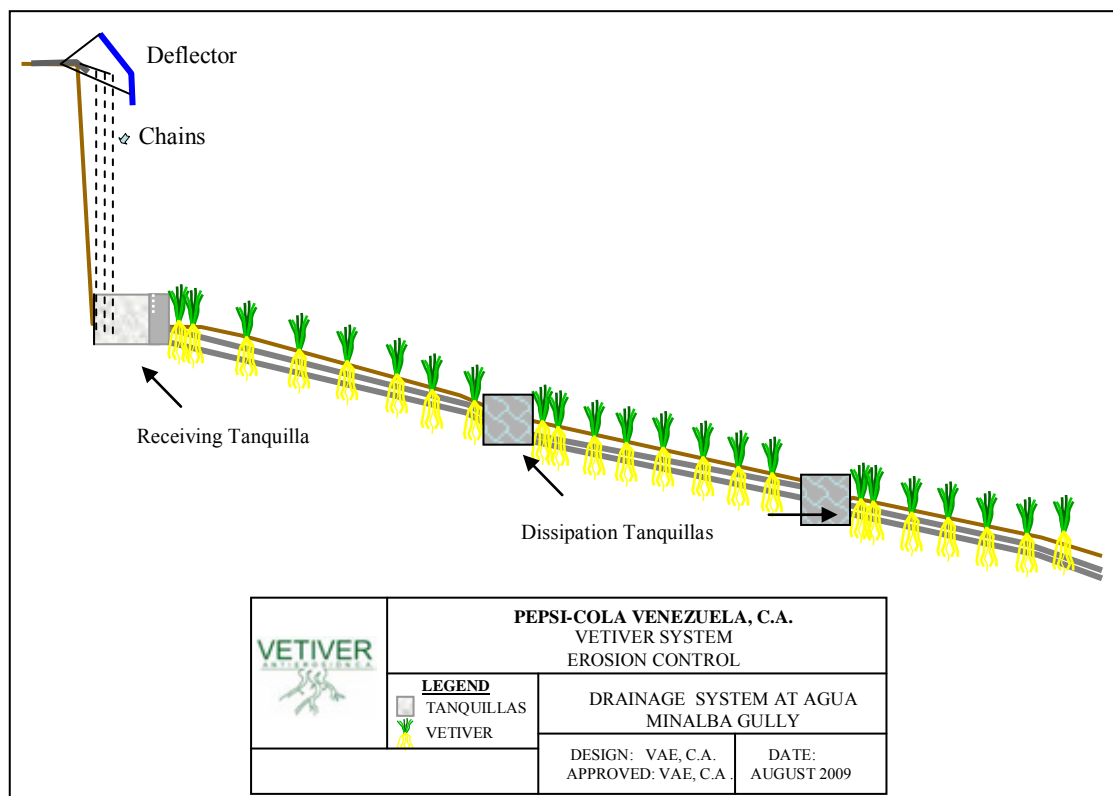 Deflector
Chains
Receiving Tanquilla
Dissipation Tanquillas
VETIVER
ANTIEROSION C.A.
PEPSI-COLA VENEZUELA, C.A.
VETIVER SYSTEM
EROSION CONTROL
LEGEND
TANQUILLAS
VETIVER
DRAINAGE SYSTEM AT AGUA
MINALBA GULLY
DESIGN: VAE, C.A.
APPROVED: VAE, C.A .
DATE:
AUGUST 2009